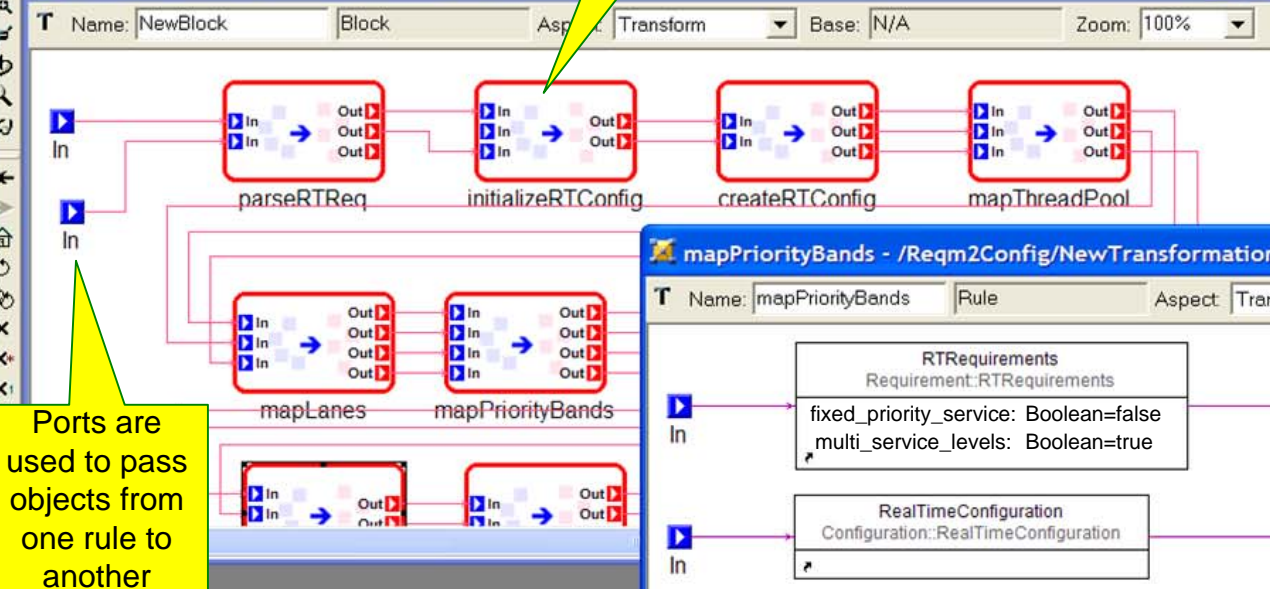 T Name: NewBlock Block Transform Base: N/A Zoom: 100%
In
In
In In Out Out Out
parseRTReq
In In In Out Out
initializeRTConfig
In In Out Out Out
createRTConfig
In In In Out Out Out
mapThreadPool
In In In Out Out Out Out
mapLanes
In In In In Out Out Out Out
mapPriorityBands
In In Out
In Out Out
Ports are
used to pass
objects from
one rule to
another
mapPriorityBands - /Reqm2Config/NewTransformation
T Name: mapPriorityBands Rule Aspect
In
RTRequirements
Requirement::RTRequirements
fixed_priority_service: Boolean=false
multi_service_levels: Boolean=true
In
RealTimeConfiguration
Configuration::RealTimeConfiguration